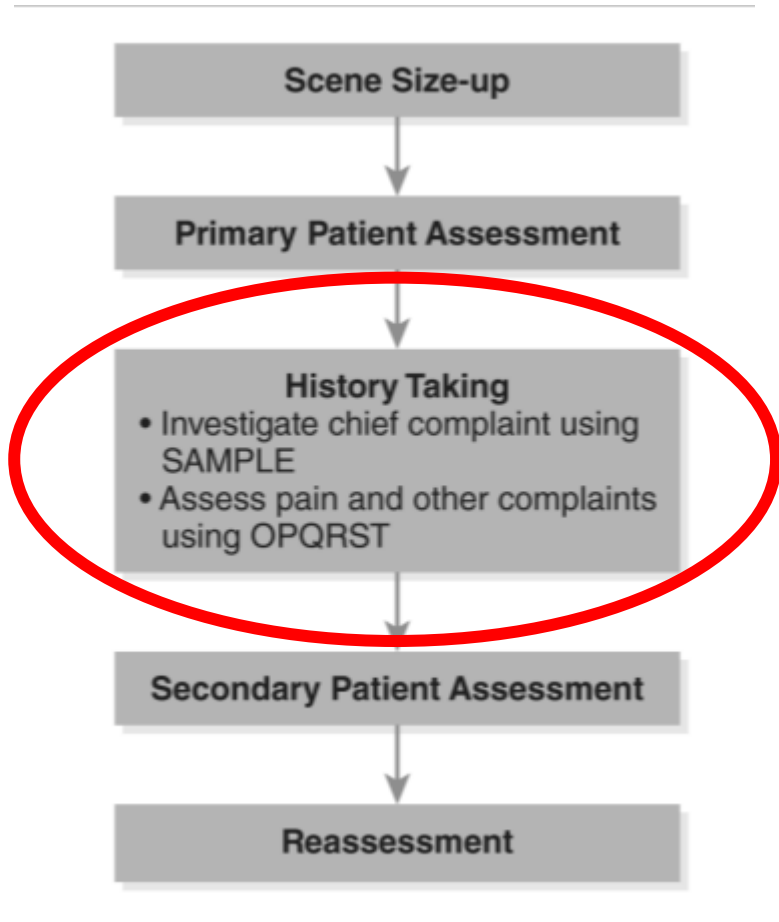 Scene Size-up
Primary Patient Assessment
History Taking
• Investigate chief complaint using
SAMPLE
• Assess pain and other complaints
using OPQRST
Secondary Patient Assessment
Reassessment